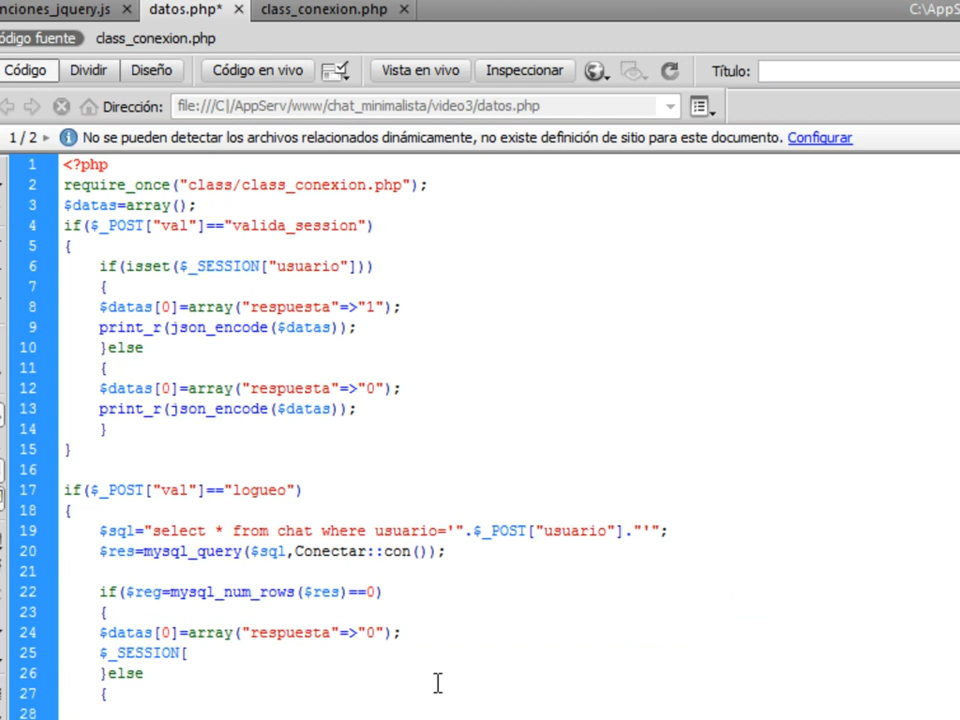 nciones_jquery.js × datos.php* × class_conexion.php × C:\AppS
ódigo fuente class_conexion.php
Código Dividir Diseño Código en vivo Vista en vivo Inspeccionar Título:
Dirección: file:///C|/AppServ/www/chat_minimalista/video3/datos.php
1 / 2 No se pueden detectar los archivos relacionados dinámicamente, no existe definición de sitio para este documento. Configurar
1 <?php
2 require_once("class/class_conexion.php");
3 $datas=array();
4 if($_POST["val"]=="valida_session")
5 {
6 if(isset($_SESSION["usuario"]))
7 {
8 $datas[0]=array("respuesta"=>"1");
9 print_r(json_encode($datas));
10 }else
11 {
12 $datas[0]=array("respuesta"=>"0");
13 print_r(json_encode($datas));
14 }
15 }
16
17 if($_POST["val"]=="logueo")
18 {
19 $sql="select * from chat where usuario='".$_POST["usuario"]."'";
20 $res=mysql_query($sql,Conectar::con());
21
22 if($reg=mysql_num_rows($res)==0)
23 {
24 $datas[0]=array("respuesta"=>"0");
25 $_SESSION[
26 }else
27 {
28